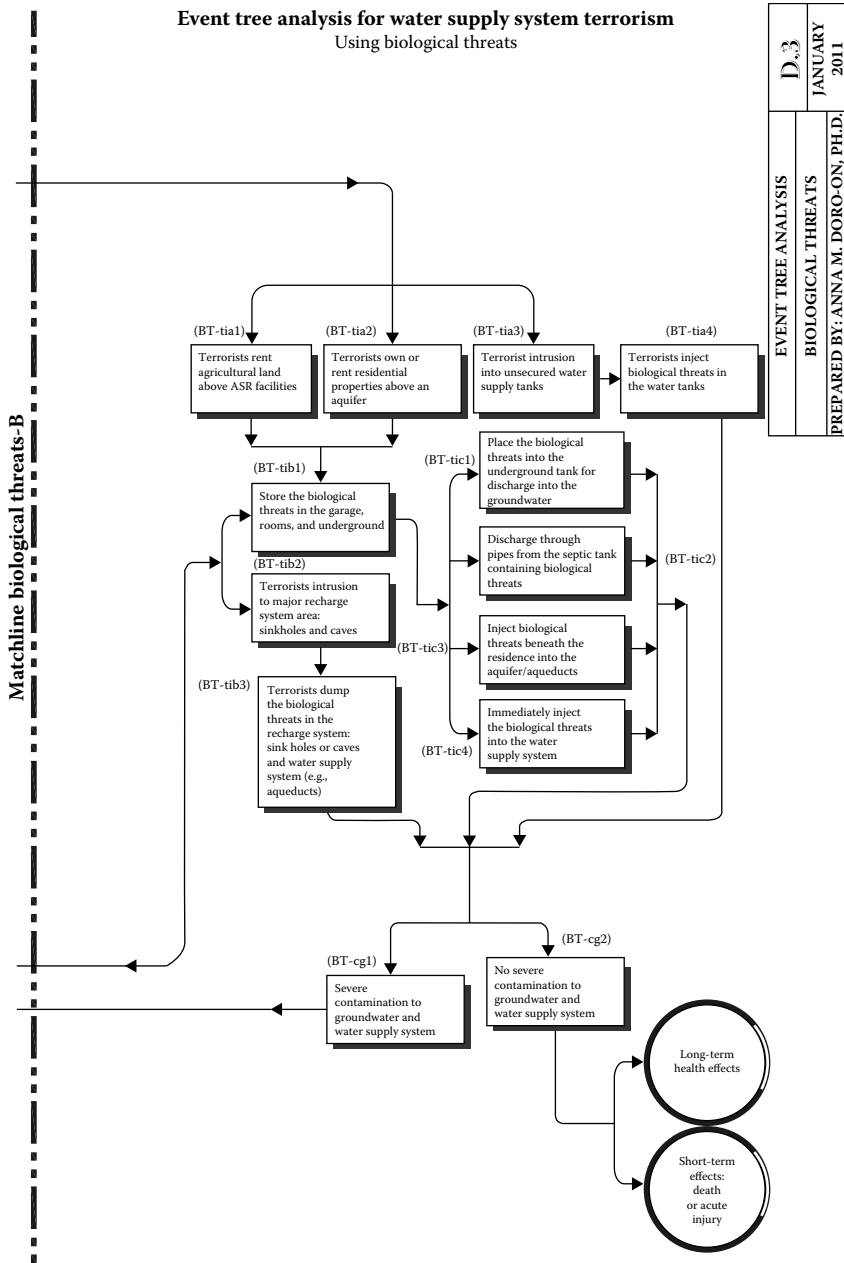 Event tree analysis for water supply system terrorism
Using biological threats
D.3
JANUARY
2011
EVENT TREE ANALYSIS
BIOLOGICAL THREATS
PREPARED BY: ANNA M. DORO-ON, PH.D.
Matchline biological threats-B
(BT-tia1)
Terrorists rent
agricultural land
above ASR facilities
(BT-tia2)
Terrorists own or
rent residential
properties above an
aquifer
(BT-tia3)
Terrorist intrusion
into unsecured water
supply tanks
(BT-tia4)
Terrorists inject
biological threats in
the water tanks
(BT-tib1)
Store the biological
threats in the garage,
rooms, and underground
(BT-tib2)
Terrorists intrusion
to major recharge
system area:
sinkholes and caves
(BT-tib3)
Terrorists dump
the biological
threats in the
recharge system:
sink holes or caves
and water supply
system (e.g.,
aqueducts)
(BT-tic1)
Place the biological
threats into the
underground tank for
discharge into the
groundwater
(BT-tic2)
Discharge through
pipes from the septic tank
containing biological
threats
(BT-tic3)
Inject biological
threats beneath the
residence into the
aquifer/aqueducts
(BT-tic4)
Immediately inject
the biological threats
into the water
supply system
(BT-cg1)
Severe
contamination to
groundwater and
water supply system
(BT-cg2)
No severe
contamination to
groundwater and
water supply system
Long-term
health effects
Short-term
effects:
death
or acute
injury